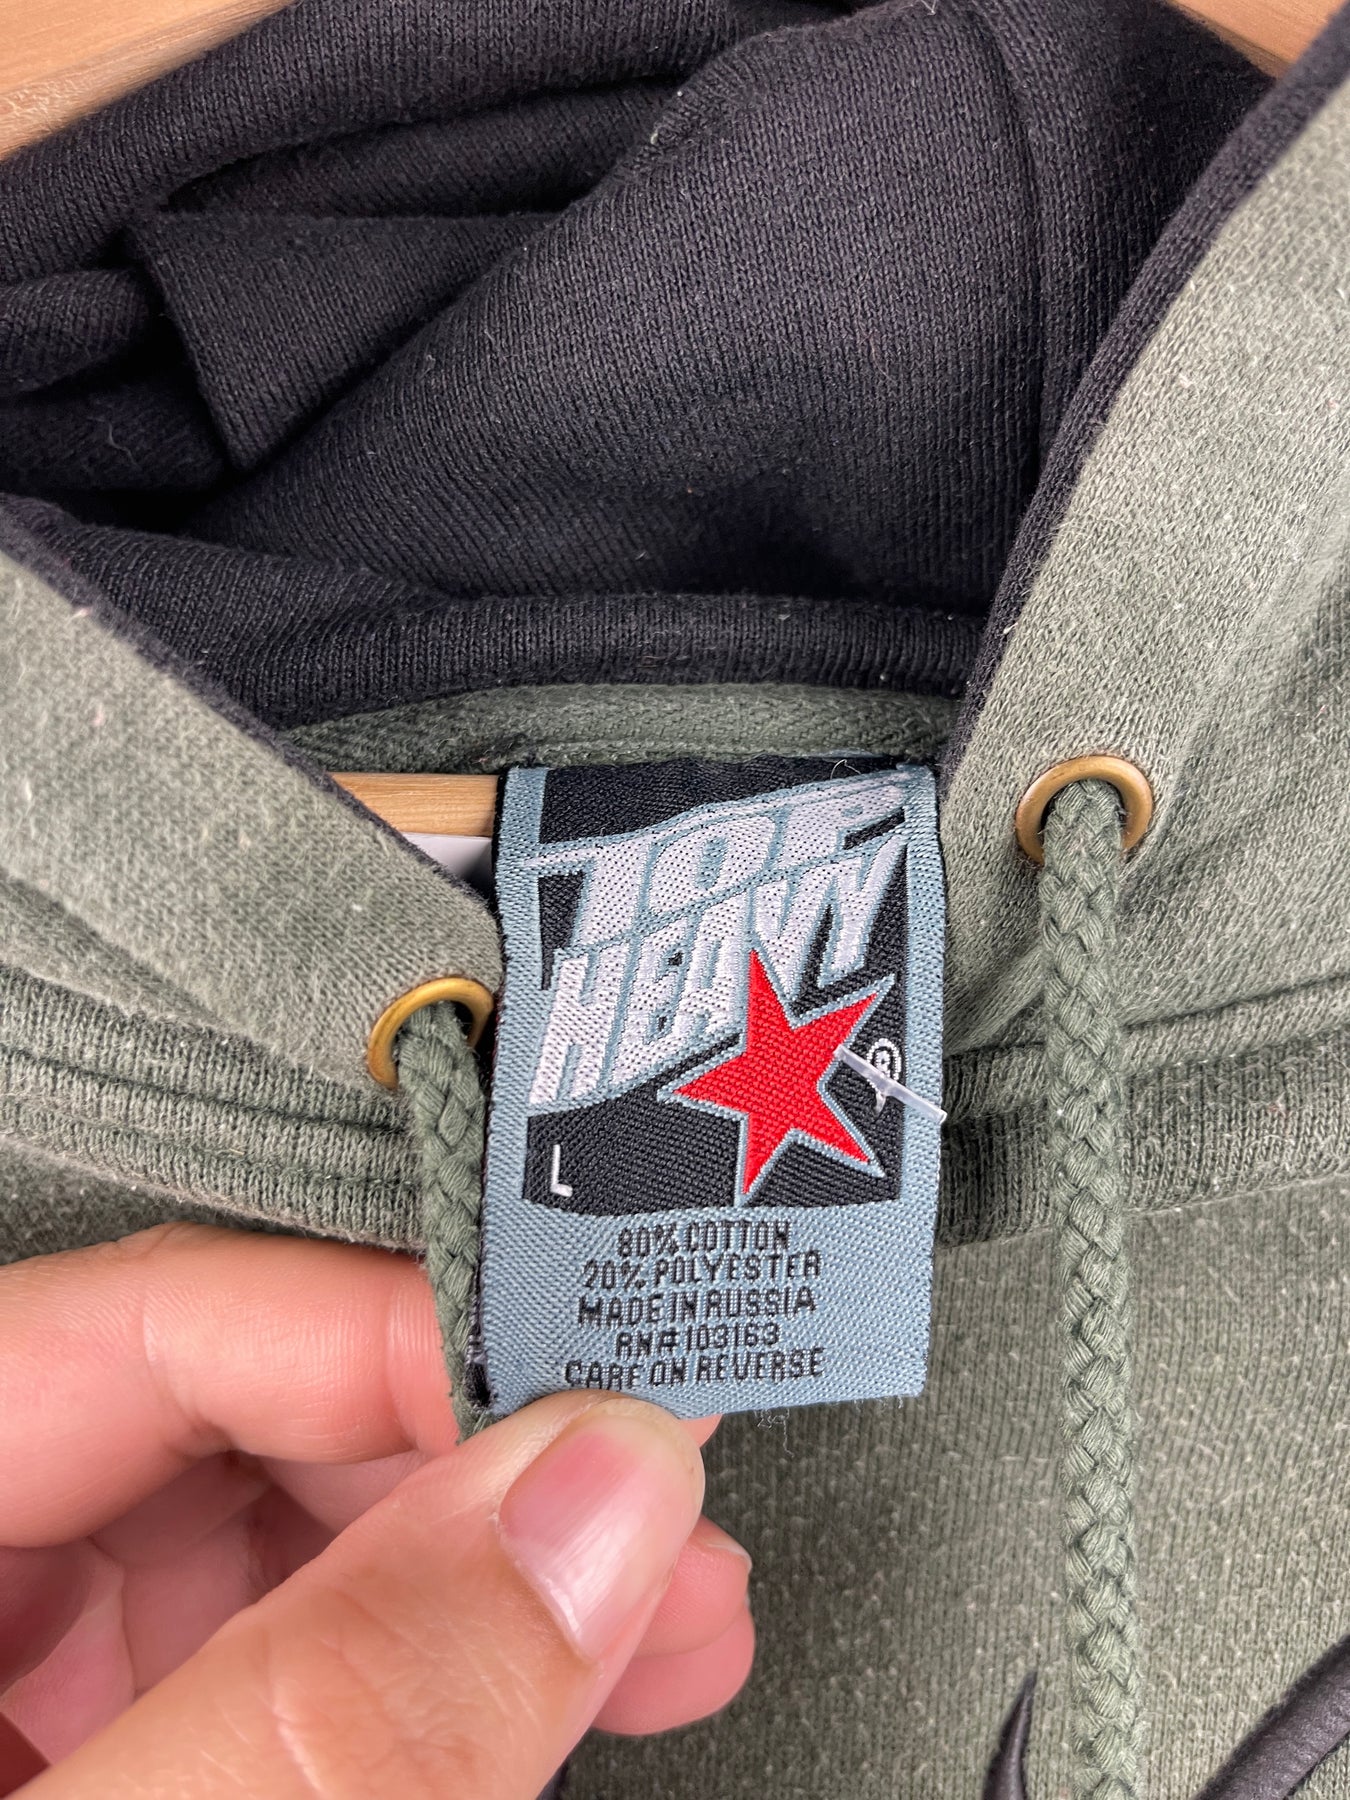 TOP
HEAVY
®
L
80% COTTON
20% POLYESTER
MADE IN RUSSIA
RN#103163
CARE ON REVERSE